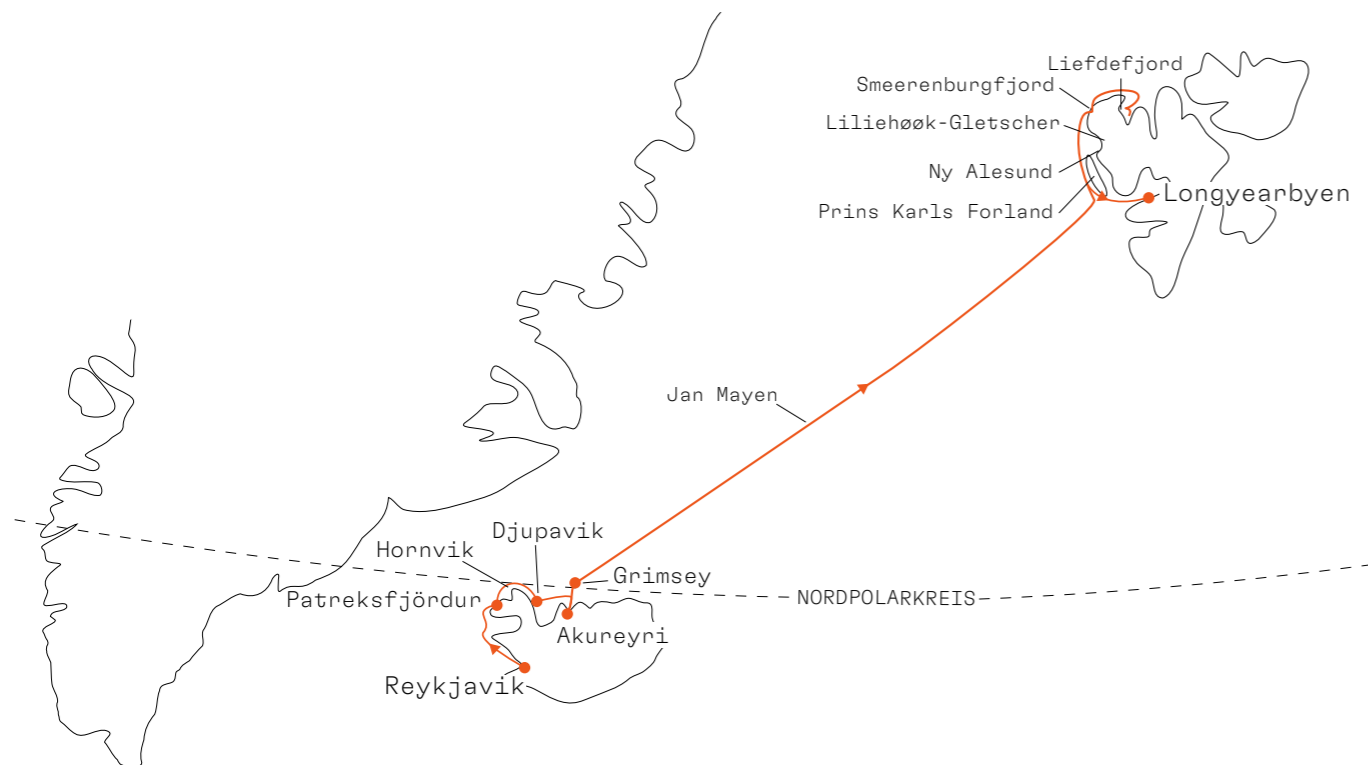 Liefdefjord
Smeerenburgfjord
Liliehøøk-Gletscher
Ny Alesund
Prins Karls Forland
Longyearbyen
Jan Mayen
Djupavik
Hornvik
Grimsey
Patreksfjördur
NORDPOLARKREIS
Akureyri
Reykjavik